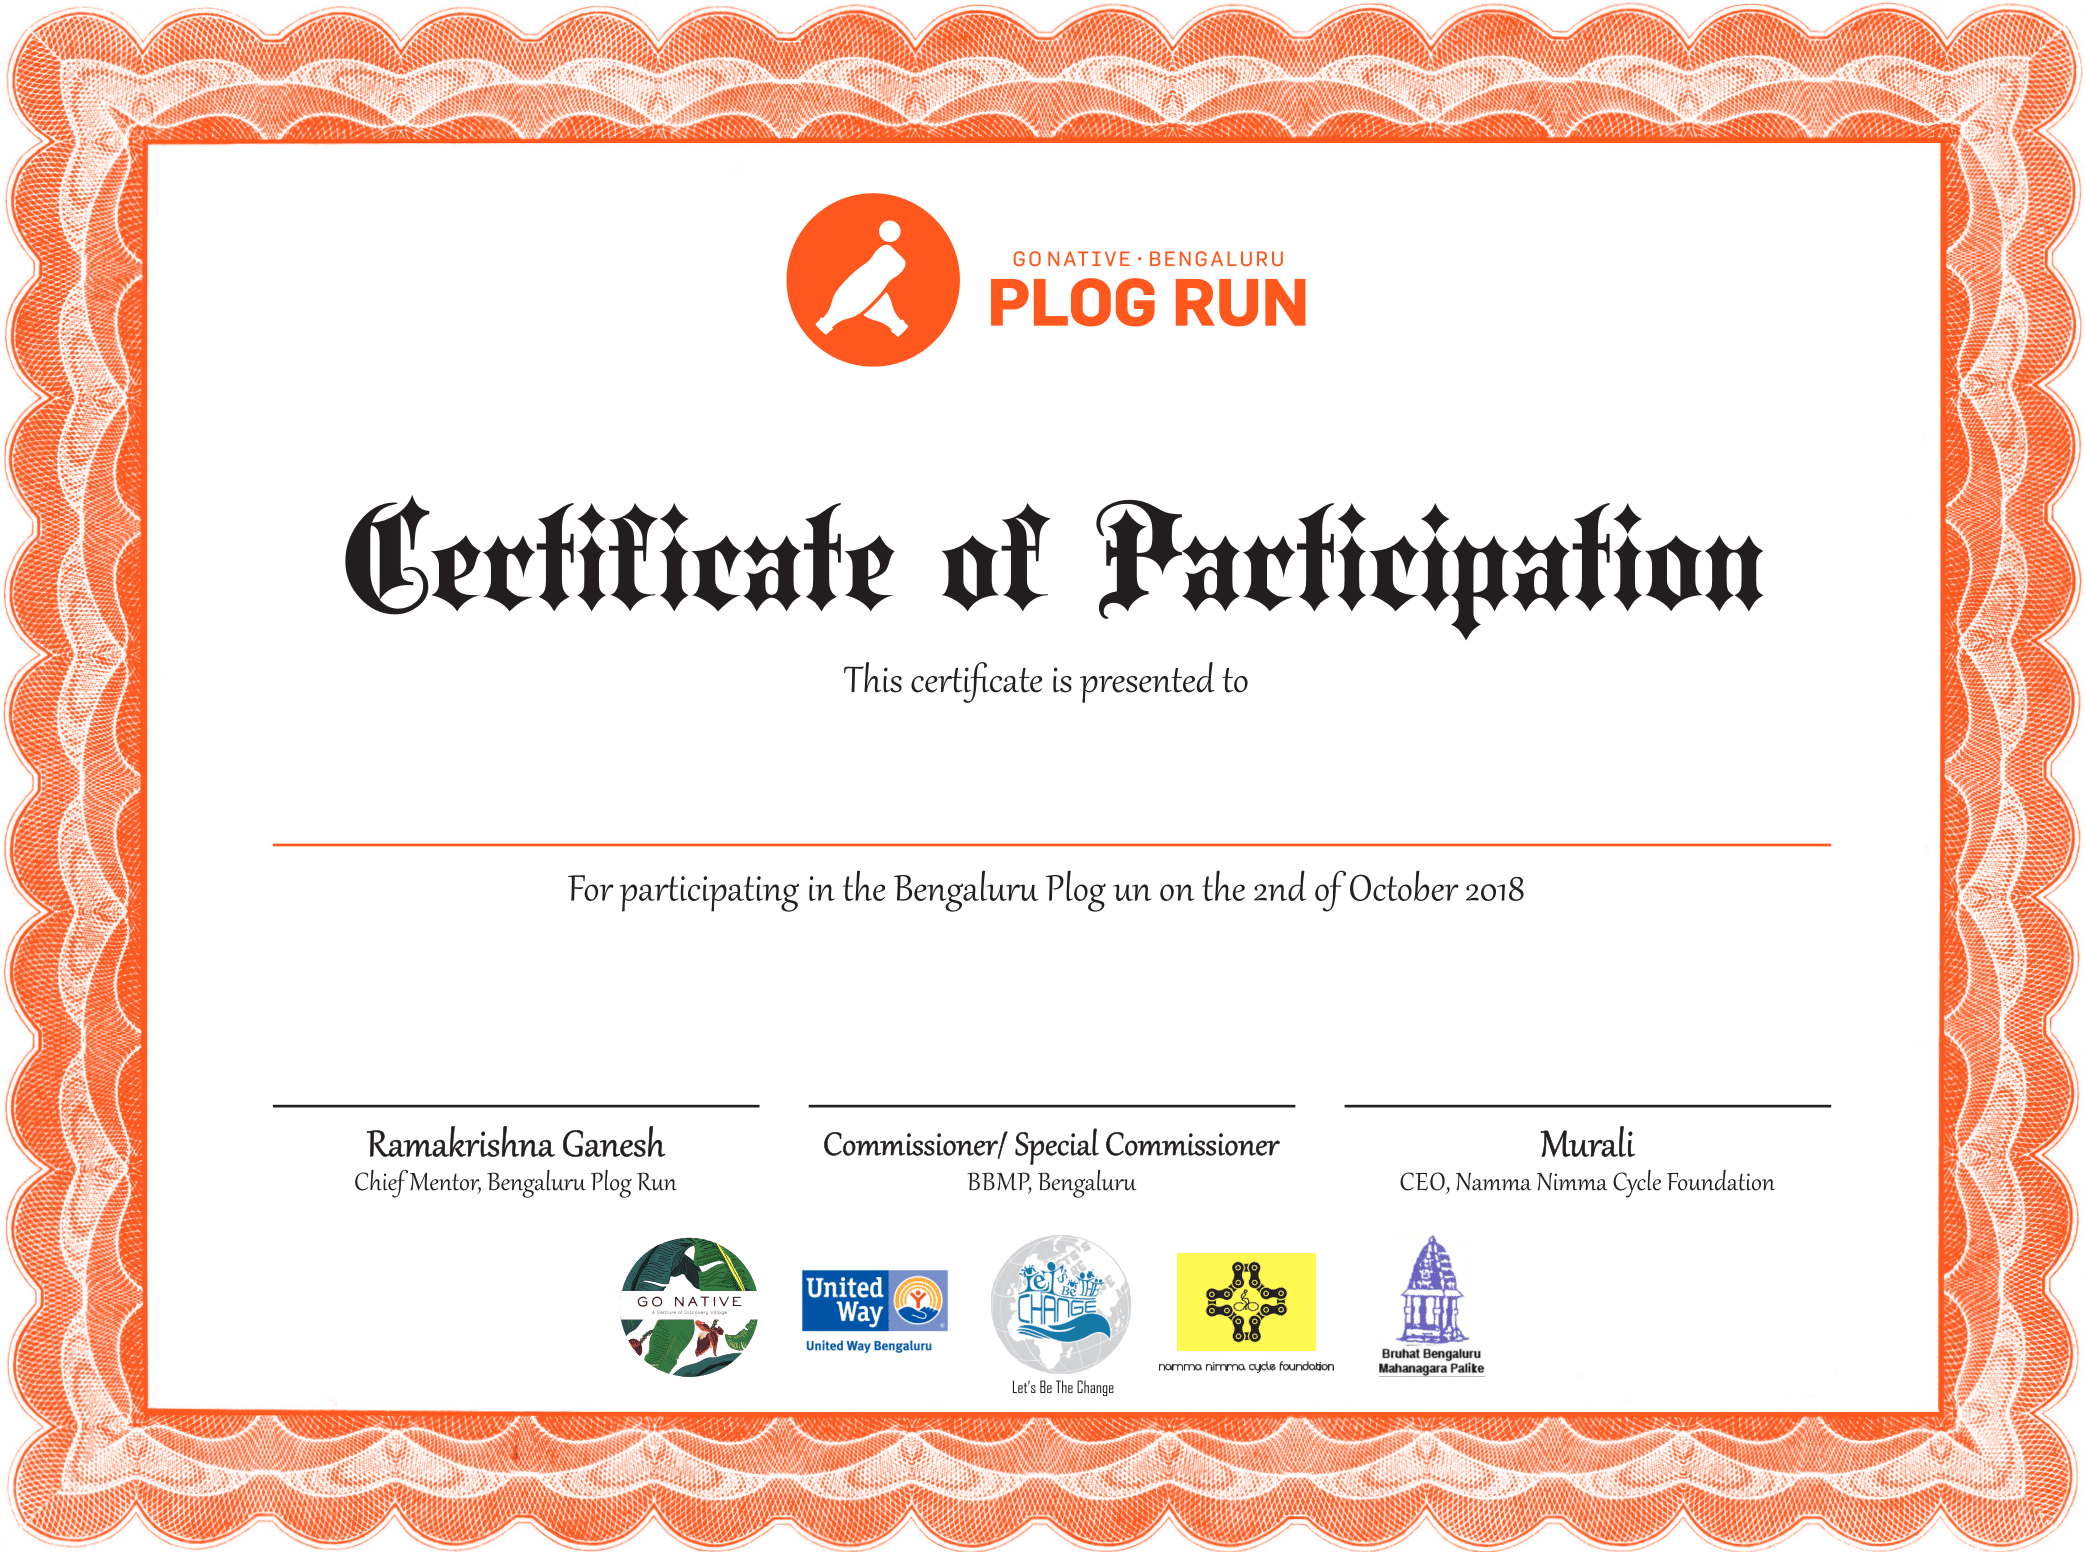 GO NATIVE · BENGALURU
PLOG RUN
Certificate of Participation
This certificate is presented to
For participating in the Bengaluru Plog un on the 2nd of October 2018
Ramakrishna Ganesh
Chief Mentor, Bengaluru Plog Run
Commissioner/ Special Commissioner
BBMP, Bengaluru
Murali
CEO, Namma Nimma Cycle Foundation
GO NATIVE
A Venture of Discovery Village
United
Way
United Way Bengaluru
Let's
Be THE
CHANGE
Let's Be The Change
namma nimma cycle foundation
Bruhat Bengaluru
Mahanagara Palike